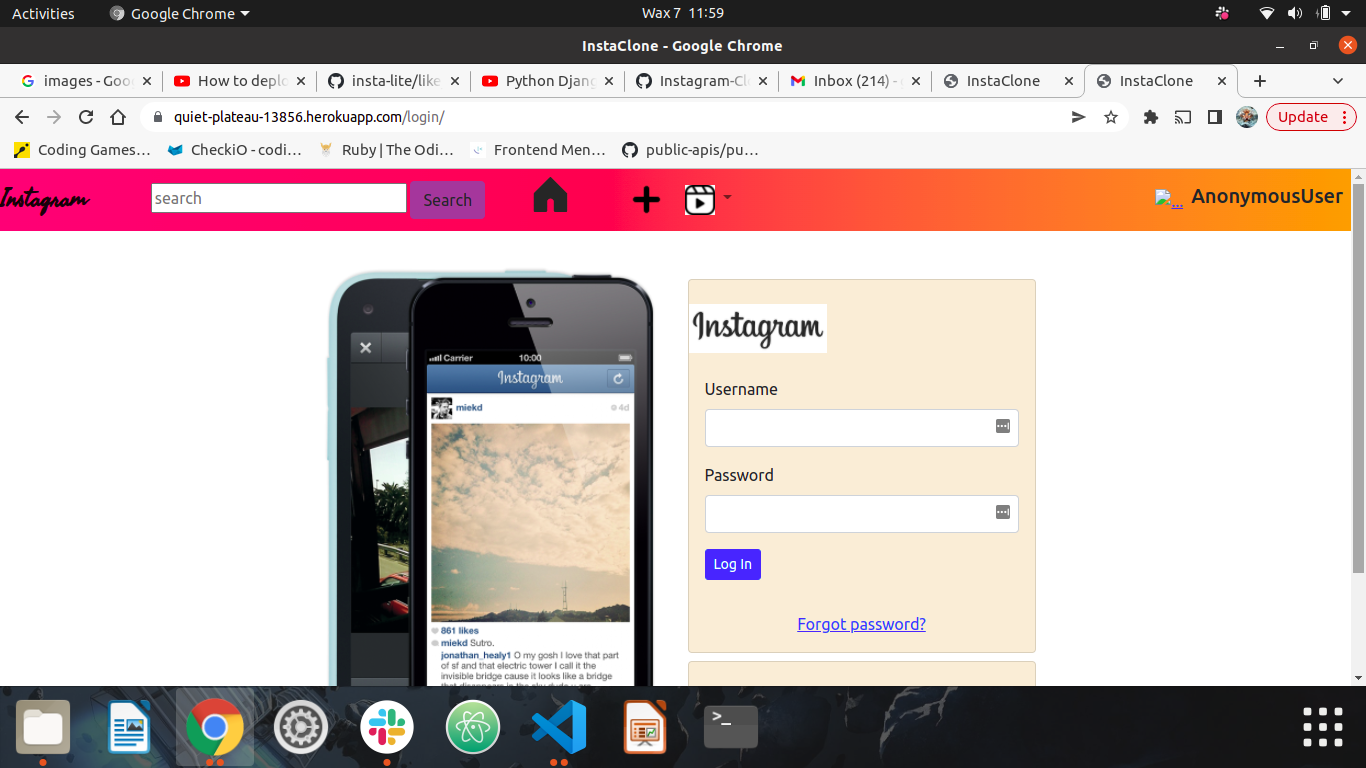 Activities Google Chrome Wax 7 11:59
InstaClone - Google Chrome
images - Goo How to deplo insta-lite/like Python Djang Instagram-Cl Inbox (214) - InstaClone InstaClone
quiet-plateau-13856.herokuapp.com/login/ Update
Coding Games… CheckiO - codi… Ruby | The Odi… Frontend Men… public-apis/pu…
Instagram search Search ... AnonymousUser
Carrier 10:00
Instagram
miekd 4d
861 likes
miekd Sutro.
jonathan_healy1 O my gosh I love that part
of sf and that electric tower I call it the
invisible bridge cause it looks like a bridge
Instagram
Username
Password
Log In
Forgot password?